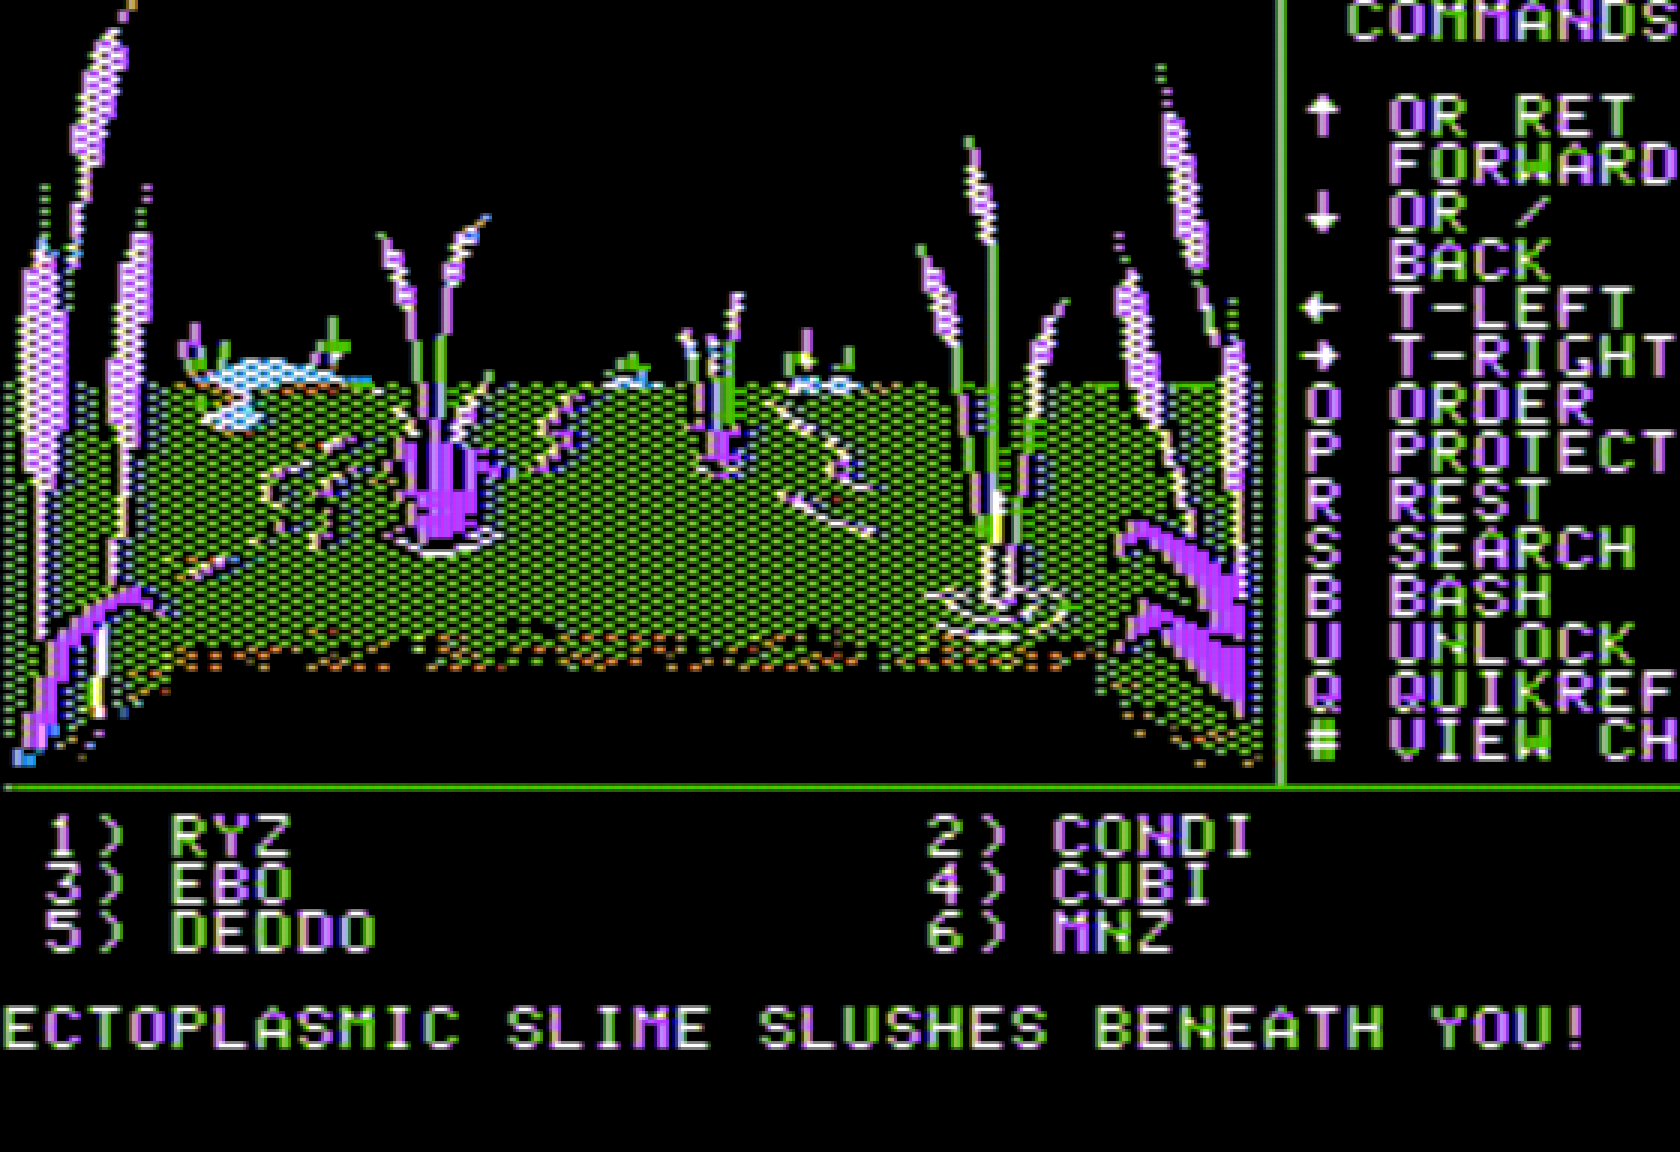 COMMANDS
↑ OR RET
FORWARD
↓ OR /
BACK
← T-LEFT
→ T-RIGHT
O ORDER
P PROTECT
R REST
S SEARCH
B BASH
U UNLOCK
Q QUIKREF
# VIEW CH
1) RYZ 2) CONDI
3) EBO 4) CUBI
5) DEDDO 6) MNZ
ECTOPLASMIC SLIME SLUSHES BENEATH YOU!